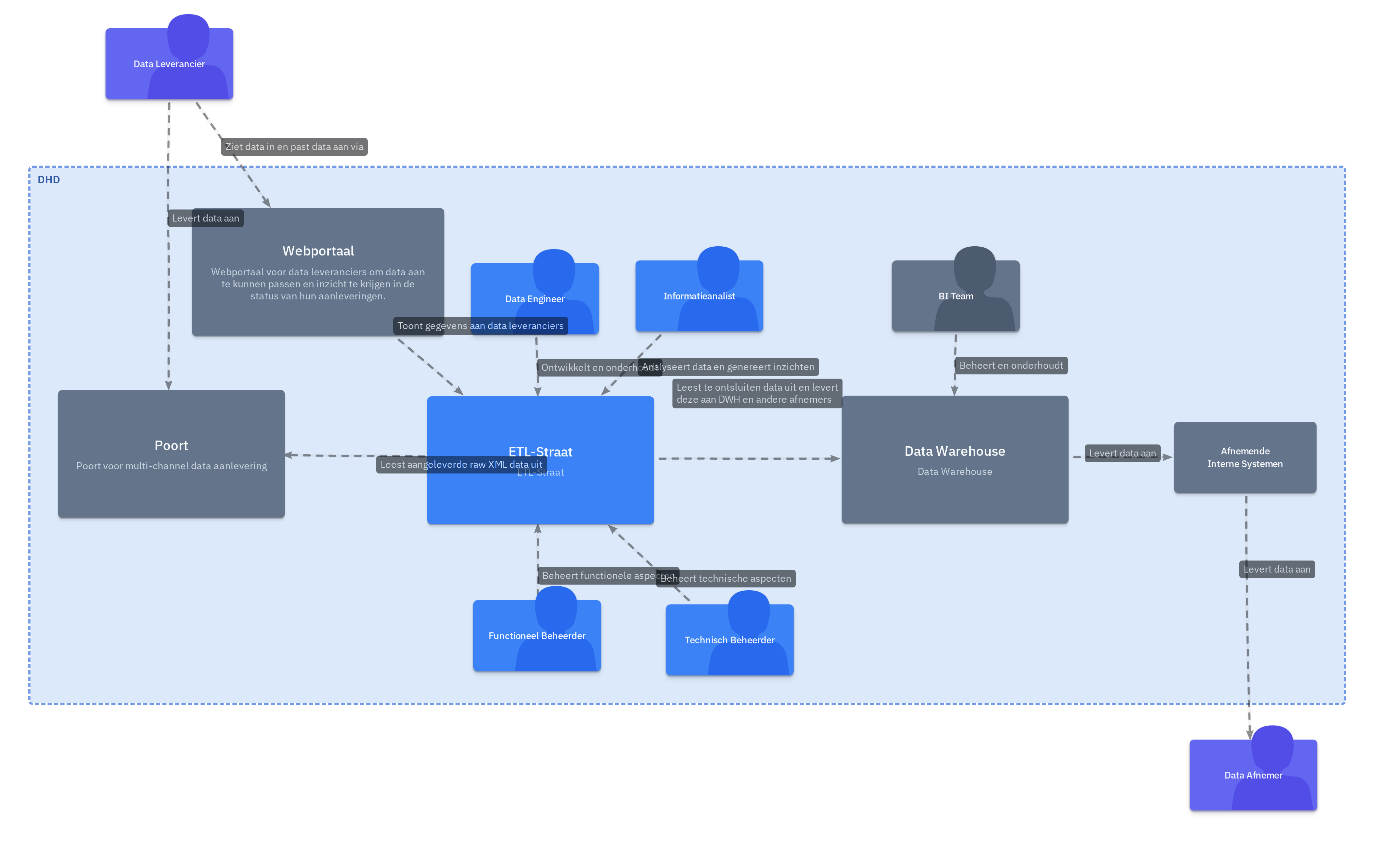 Data Leverancier
Ziet data in en past data aan via
DHD
Levert data aan
Webportaal
Webportaal voor data leveranciers om data aan
te kunnen passen en inzicht te krijgen in de
status van hun aanleveringen.
Data Engineer
Informatieanalist
BI Team
Toont gegevens aan data leveranciers
Ontwikkelt en onderhoudt
Analyseert data en genereert inzichten
Beheert en onderhoudt
Leest te ontsluiten data uit en levert
deze aan DWH en andere afnemers
Poort
Poort voor multi-channel data aanlevering
Leest aangeleverde raw XML data uit
ETL-Straat
ETL-Straat
Data Warehouse
Data Warehouse
Levert data aan
Afnemende
Interne Systemen
Beheert functionele aspecten
Beheert technische aspecten
Levert data aan
Functioneel Beheerder
Technisch Beheerder
Data Afnemer